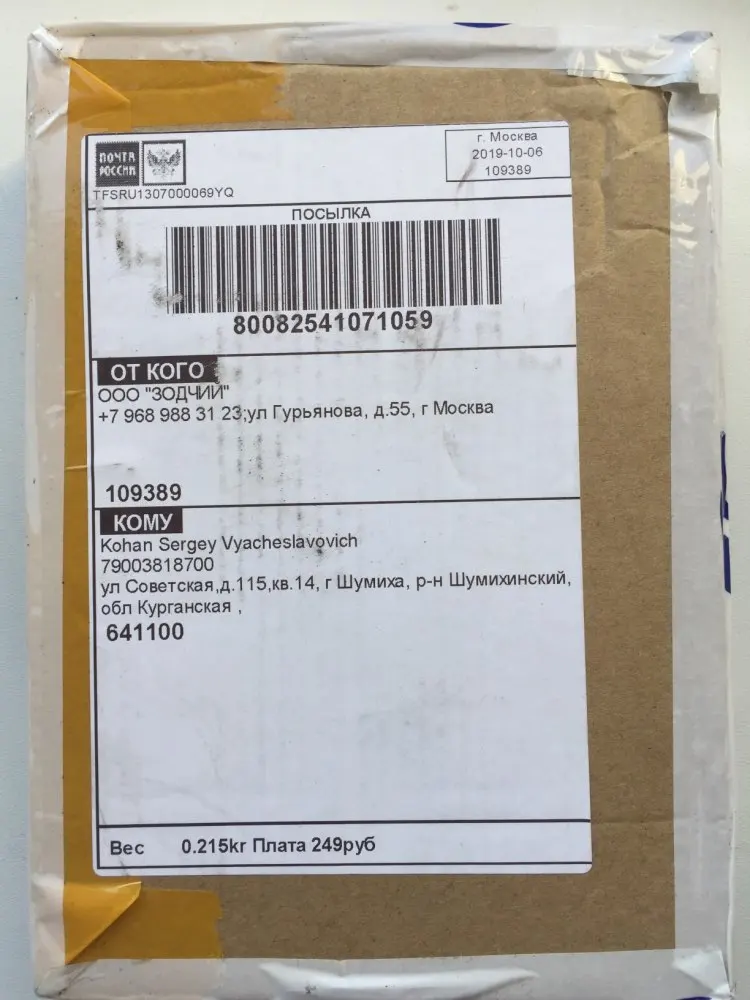 ПОЧТА
РОССИИ
г. Москва
2019-10-06
109389
TFSRU1307000069YQ
ПОСЫЛКА
80082541071059
ОТ КОГО
ООО "ЗОДЧИЙ"
+7 968 988 31 23;ул Гурьянова, д.55, г Москва
109389
КОМУ
Kohan Sergey Vyacheslavovich
79003818700
ул Советская,д.115,кв.14, г Шумиха, р-н Шумихинский,
обл Курганская ,
641100
Вес 0.215kг Плата 249руб